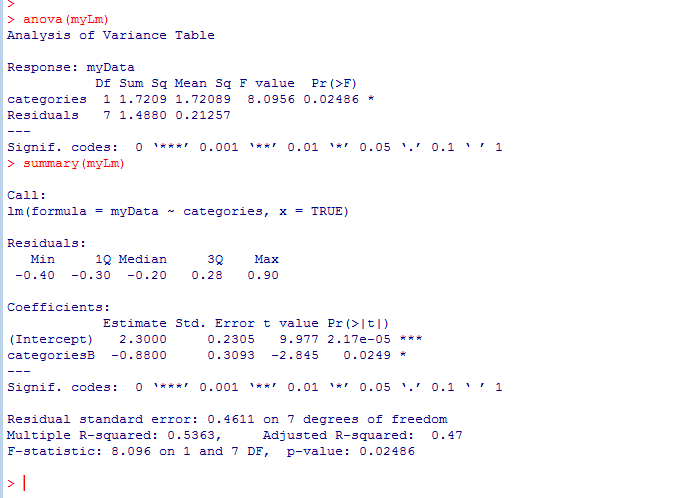 >
> anova(myLm)
Analysis of Variance Table

Response: myData
           Df Sum Sq Mean Sq F value  Pr(>F)
categories  1 1.7209 1.72089  8.0956 0.02486 *
Residuals   7 1.4880 0.21257
---
Signif. codes:  0 ‘***’ 0.001 ‘**’ 0.01 ‘*’ 0.05 ‘.’ 0.1 ‘ ’ 1
> summary(myLm)

Call:
lm(formula = myData ~ categories, x = TRUE)

Residuals:
   Min     1Q Median     3Q    Max
 -0.40  -0.30  -0.20   0.28   0.90

Coefficients:
            Estimate Std. Error t value Pr(>|t|)
(Intercept)   2.3000     0.2305   9.977 2.17e-05 ***
categoriesB  -0.8800     0.3093  -2.845   0.0249 *
---
Signif. codes:  0 ‘***’ 0.001 ‘**’ 0.01 ‘*’ 0.05 ‘.’ 0.1 ‘ ’ 1

Residual standard error: 0.4611 on 7 degrees of freedom
Multiple R-squared: 0.5363,     Adjusted R-squared:  0.47
F-statistic: 8.096 on 1 and 7 DF,  p-value: 0.02486

>